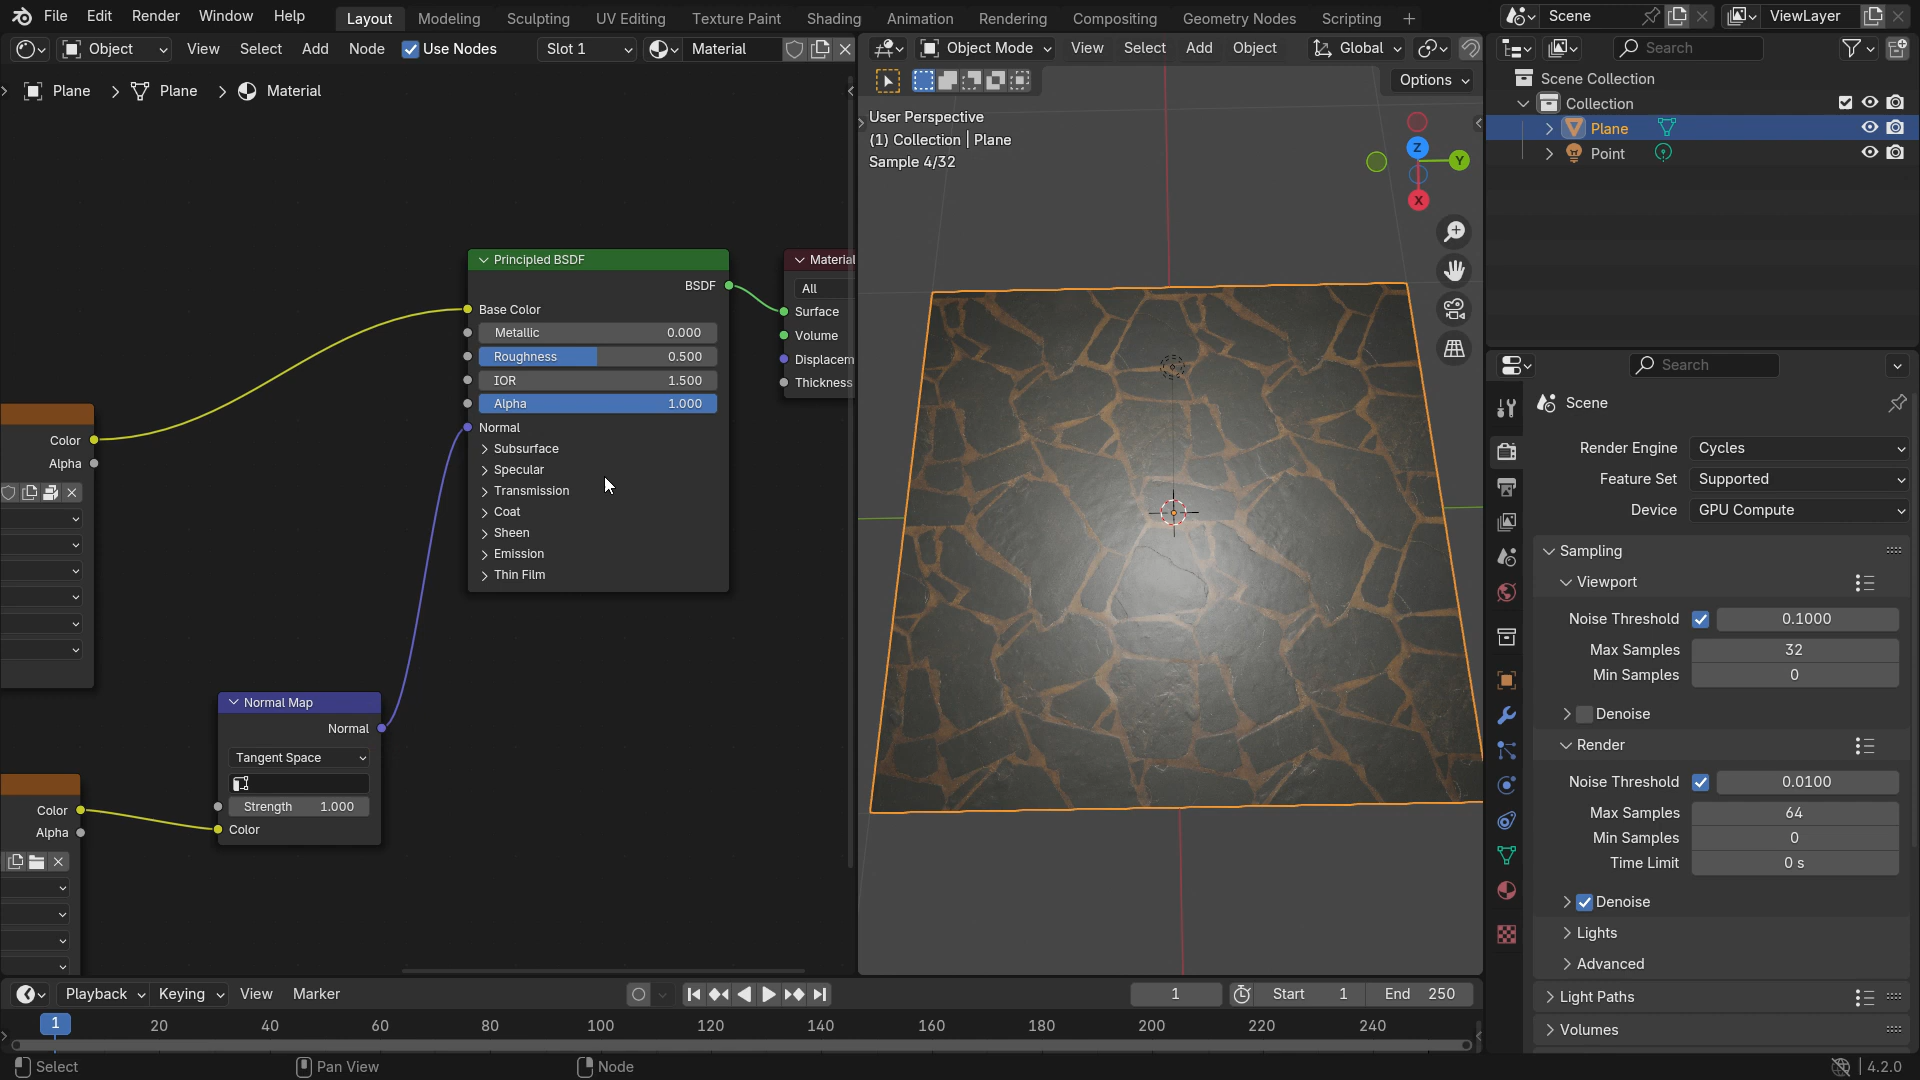 File Edit Render Window Help Layout Modeling Sculpting UV Editing Texture Paint Shading Animation Rendering Compositing Geometry Nodes Scripting + Scene ViewLayer
Object View Select Add Node Use Nodes Slot 1 Material
Object Mode View Select Add Object Global
Search
Options
Plane > Plane > Material
User Perspective
(1) Collection | Plane
Sample 4/32
Z
Y
X
Scene Collection
Collection
Plane
Point
Principled BSDF
BSDF
Base Color
Metallic 0.000
Roughness 0.500
IOR 1.500
Alpha 1.000
Normal
Subsurface
Specular
Transmission
Coat
Sheen
Emission
Thin Film
Material
All
Surface
Volume
Displacem
Thickness
Color
Alpha
Normal Map
Normal
Tangent Space
Strength 1.000
Color
Color
Alpha
Search
Scene
Render Engine Cycles
Feature Set Supported
Device GPU Compute
Sampling
Viewport
Noise Threshold 0.1000
Max Samples 32
Min Samples 0
Denoise
Render
Noise Threshold 0.0100
Max Samples 64
Min Samples 0
Time Limit 0 s
Denoise
Lights
Advanced
Light Paths
Volumes
Playback Keying View Marker 1 Start 1 End 250
1 20 40 60 80 100 120 140 160 180 200 220 240
Select Pan View Node 4.2.0